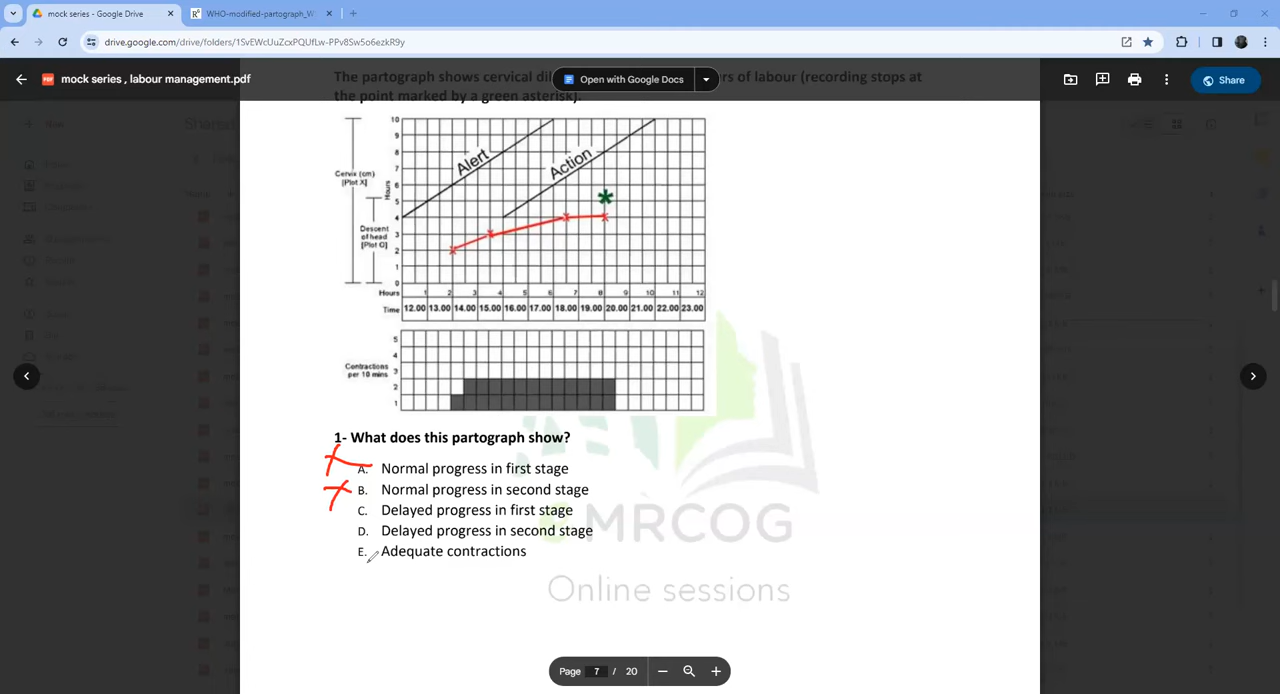 mock series - Google Drive
WHO-modified-partograph_W
drive.google.com/drive/folders/1SvEWcUuZcxPQUfLw-PPv8Sw5o6ezkR9y
PDF
mock series , labour management.pdf
Open with Google Docs
Share
The partograph shows cervical dil rs of labour (recording stops at
the point marked by a green asterisk).
10
9
8
7
6
5
4
3
2
1
0
Alert
Action
*
Cervix (cm)
[Plot X]
Hours
Descent
of head
[Plot O]
Hours 1 2 3 4 5 6 7 8 9 10 11 12
Time 12.00 13.00 14.00 15.00 16.00 17.00 18.00 19.00 20.00 21.00 22.00 23.00
5
4
3
2
1
Contractions
per 10 mins
1- What does this partograph show?
A. Normal progress in first stage
B. Normal progress in second stage
C. Delayed progress in first stage
D. Delayed progress in second stage
E. Adequate contractions
MRCOG
Online sessions
Page 7 / 20